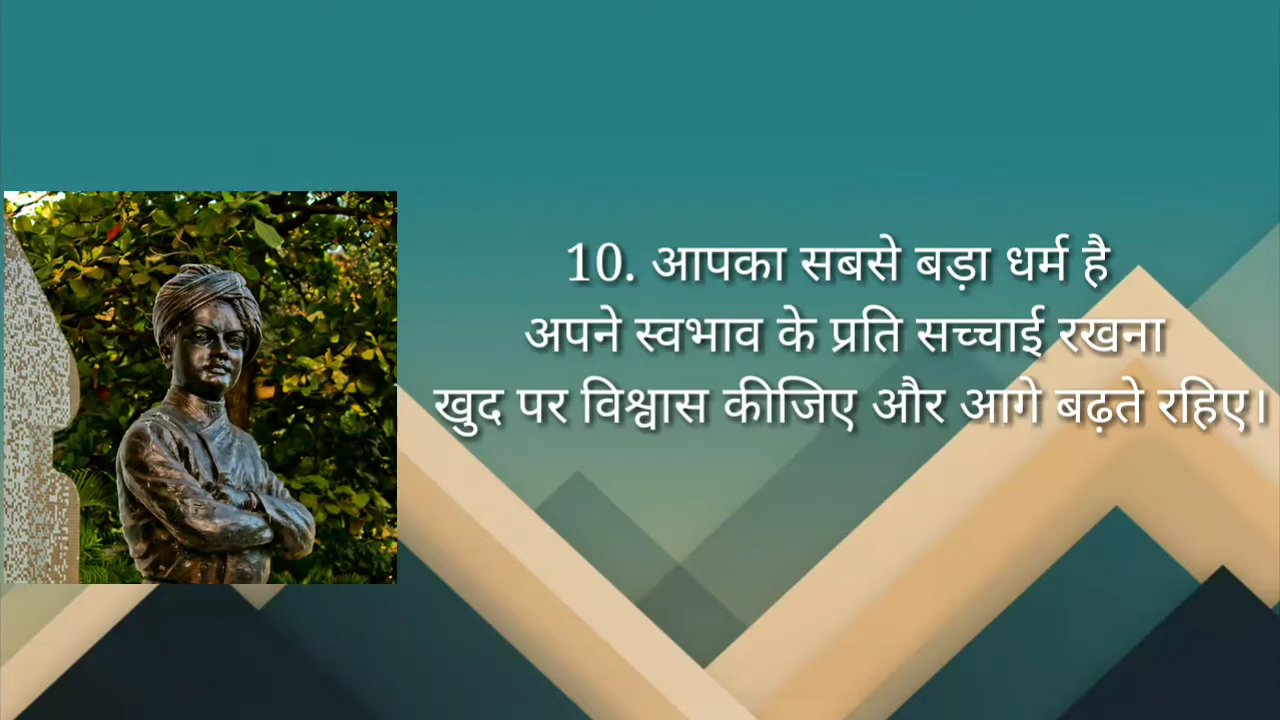 10. आपका सबसे बड़ा धर्म है
अपने स्वभाव के प्रति सच्चाई रखना
खुद पर विश्वास कीजिए और आगे बढ़ते रहिए।